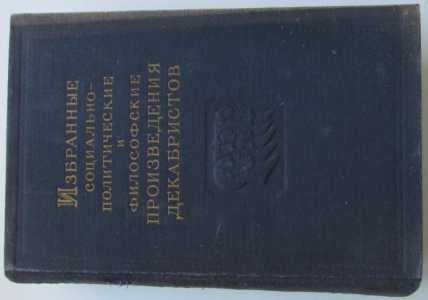 Избранные
социально-
политические
и
философские
произведения
декабристов